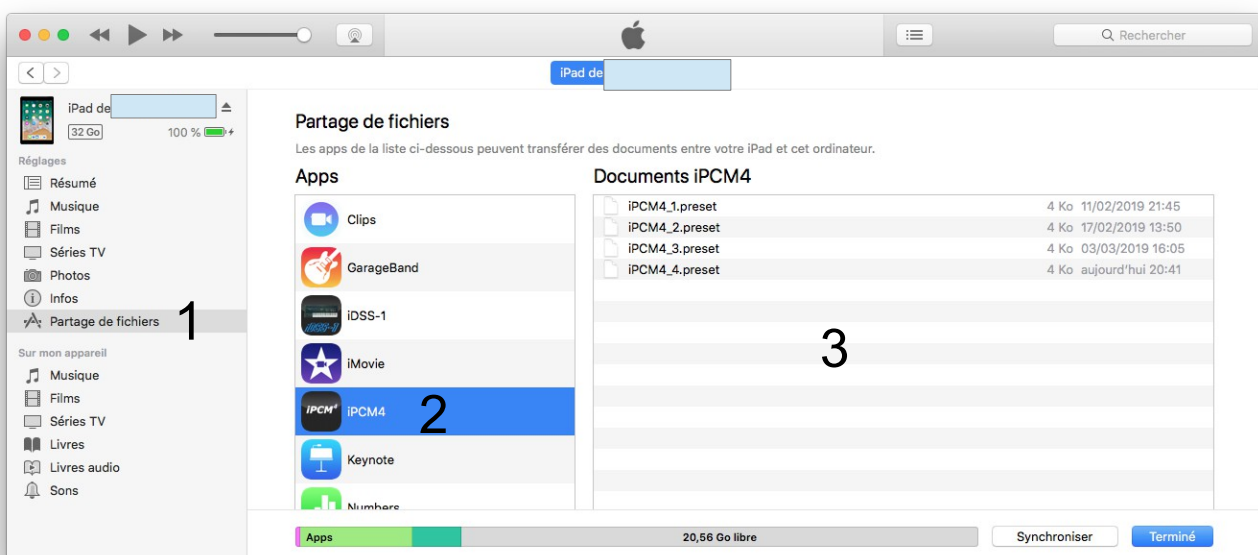 Rechercher
iPad de
iPad de
32 Go 100 %
Réglages
Résumé
Musique
Films
Séries TV
Photos
Infos
Partage de fichiers
1
Sur mon appareil
Musique
Films
Séries TV
Livres
Livres audio
Sons
Partage de fichiers
Les apps de la liste ci-dessous peuvent transférer des documents entre votre iPad et cet ordinateur.
Apps
Clips
GarageBand
iDSS-1
iMovie
iPCM4 iPCM4
2
Keynote
Numbers
Documents iPCM4
iPCM4_1.preset 4 Ko 11/02/2019 21:45
iPCM4_2.preset 4 Ko 17/02/2019 13:50
iPCM4_3.preset 4 Ko 03/03/2019 16:05
iPCM4_4.preset 4 Ko aujourd'hui 20:41
3
Apps 20,56 Go libre Synchroniser Terminé